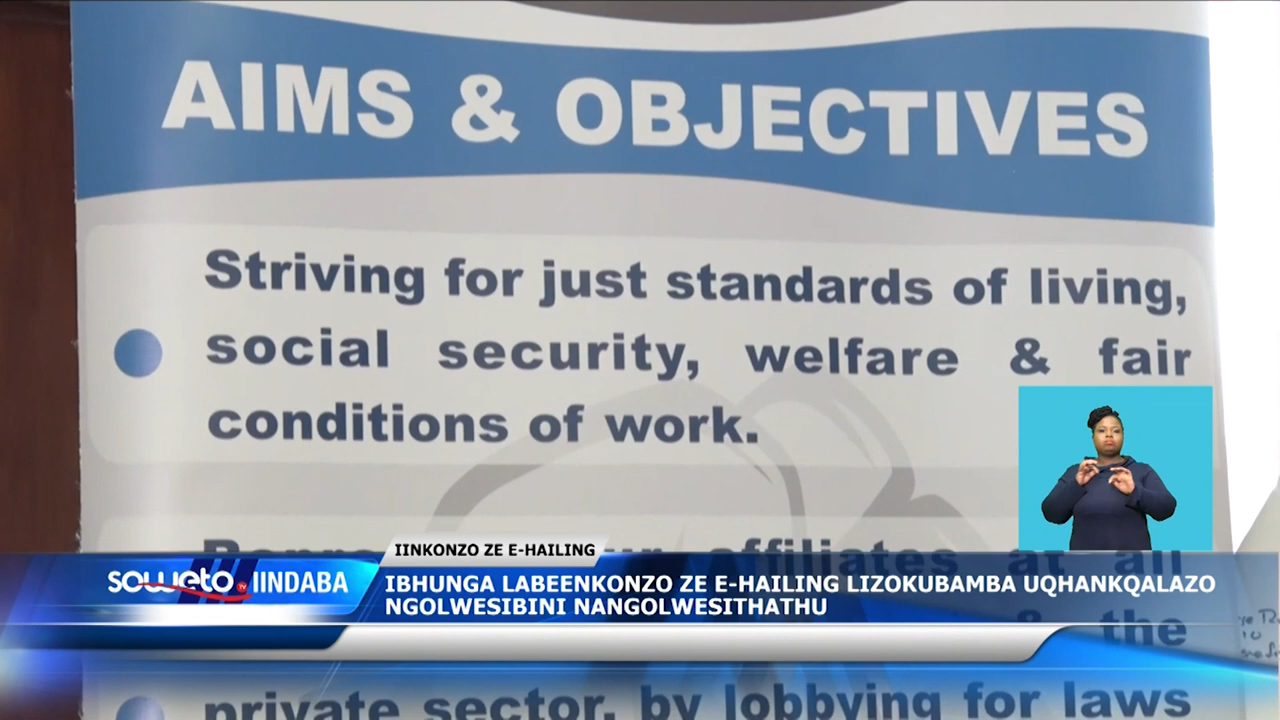 AIMS & OBJECTIVES
Striving for just standards of living,
social security, welfare & fair
conditions of work.
affiliates at all
IINKONZO ZE E-HAILING
soweto.tv IINDABA
IBHUNGA LABEENKONZO ZE E-HAILING LIZOKUBAMBA UQHANKQALAZO
NGOLWESIBINI NANGOLWESITHATHU
& the
private sector, by lobbying for laws